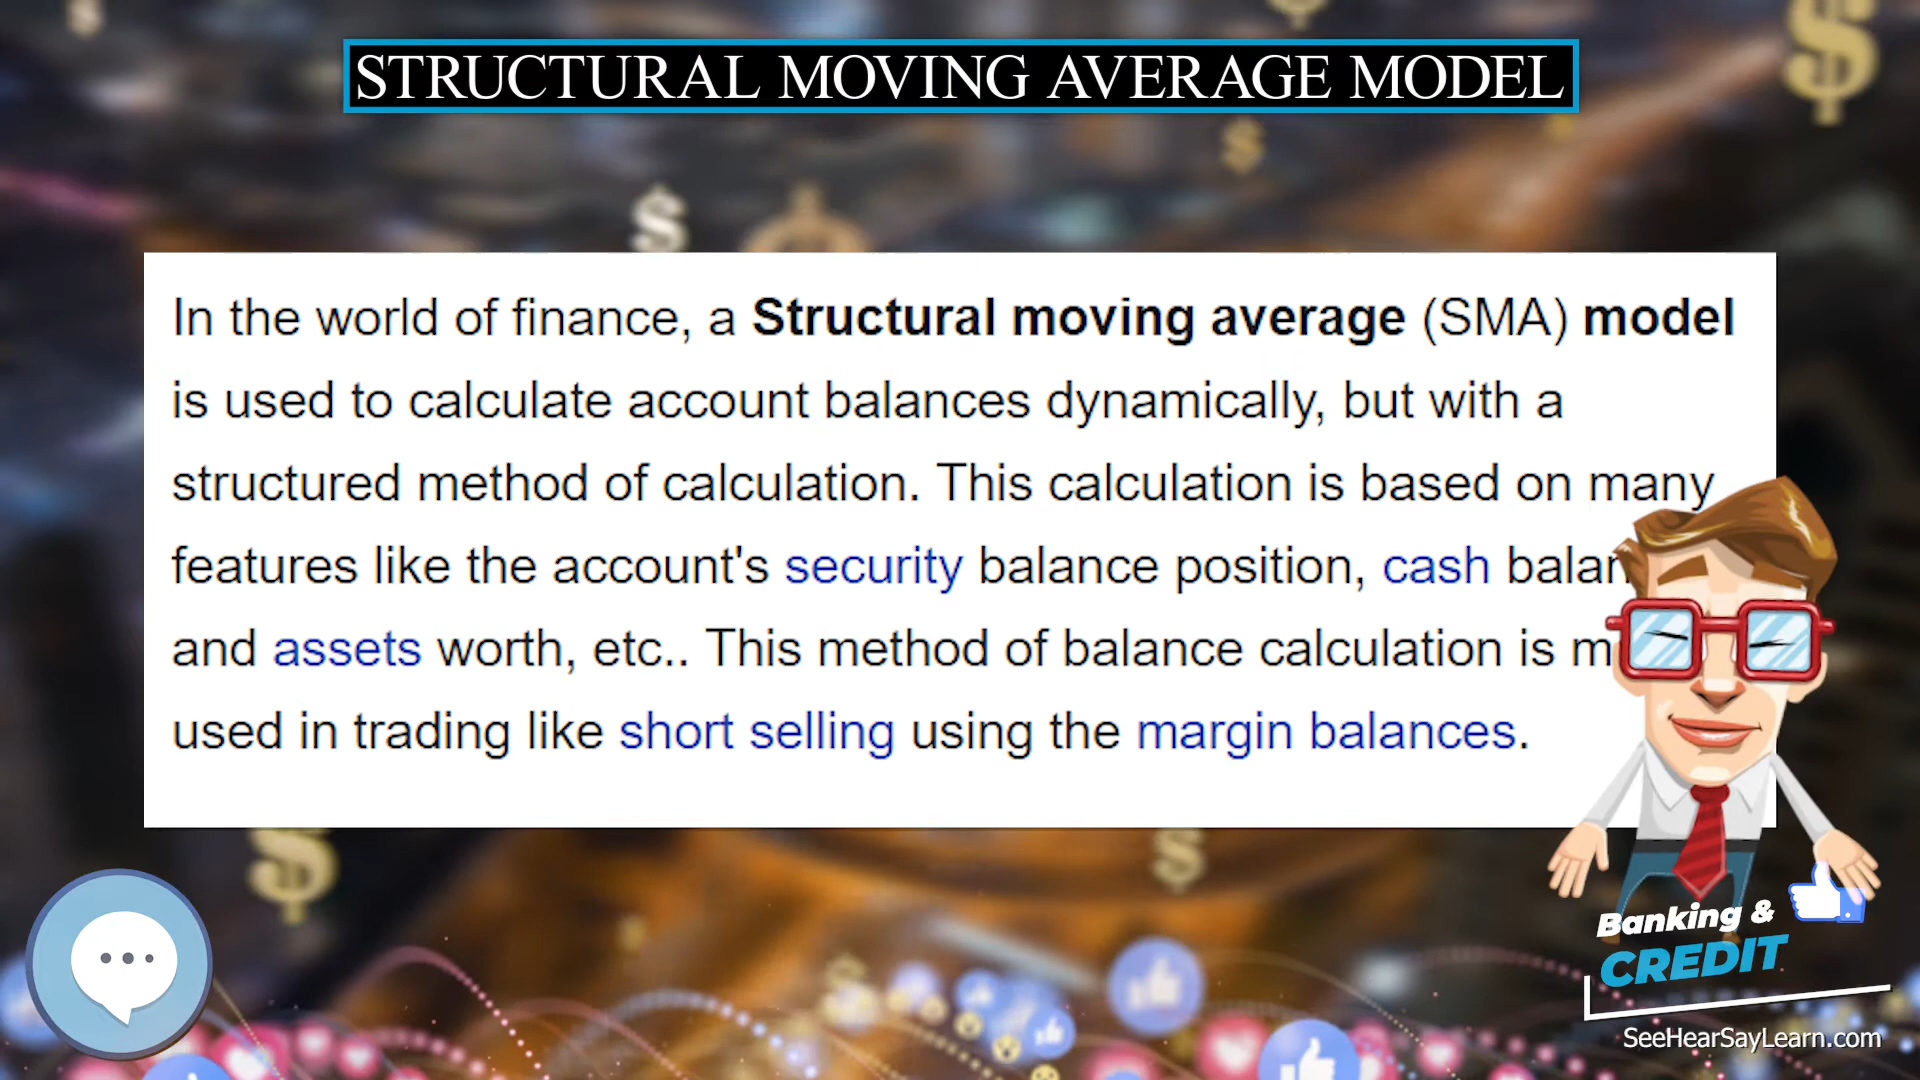 STRUCTURAL MOVING AVERAGE MODEL
In the world of finance, a Structural moving average (SMA) model
is used to calculate account balances dynamically, but with a
structured method of calculation. This calculation is based on many
features like the account's security balance position, cash
and assets worth, etc.. This method of balance calculation is
used in trading like short selling using the margin balances.
Banking &
CREDIT
SeeHearSayLearn.com